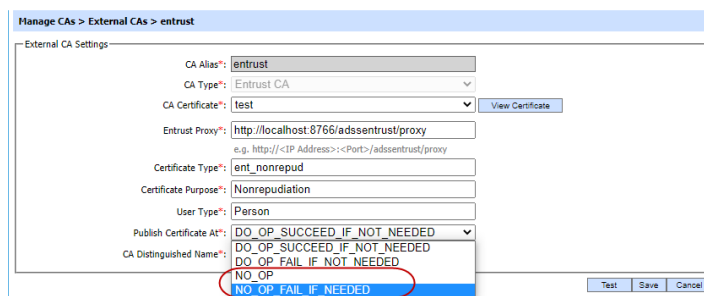 Manage CAs > External CAs > entrust
External CA Settings
CA Alias*: entrust
CA Type*: Entrust CA
CA Certificate*: test View Certificate
Entrust Proxy*: http://localhost:8766/adssentrust/proxy
e.g. http://<IP Address>:<Port>/adssentrust/proxy
Certificate Type*: ent_nonrepud
Certificate Purpose*: Nonrepudiation
User Type*: Person
Publish Certificate At*: DO_OP_SUCCEED_IF_NOT_NEEDED
DO_OP_SUCCEED_IF_NOT_NEEDED
CA Distinguished Name*: DO_OP_FAIL_IF_NOT_NEEDED
NO_OP
NO_OP_FAIL_IF_NEEDED
Test Save Cancel